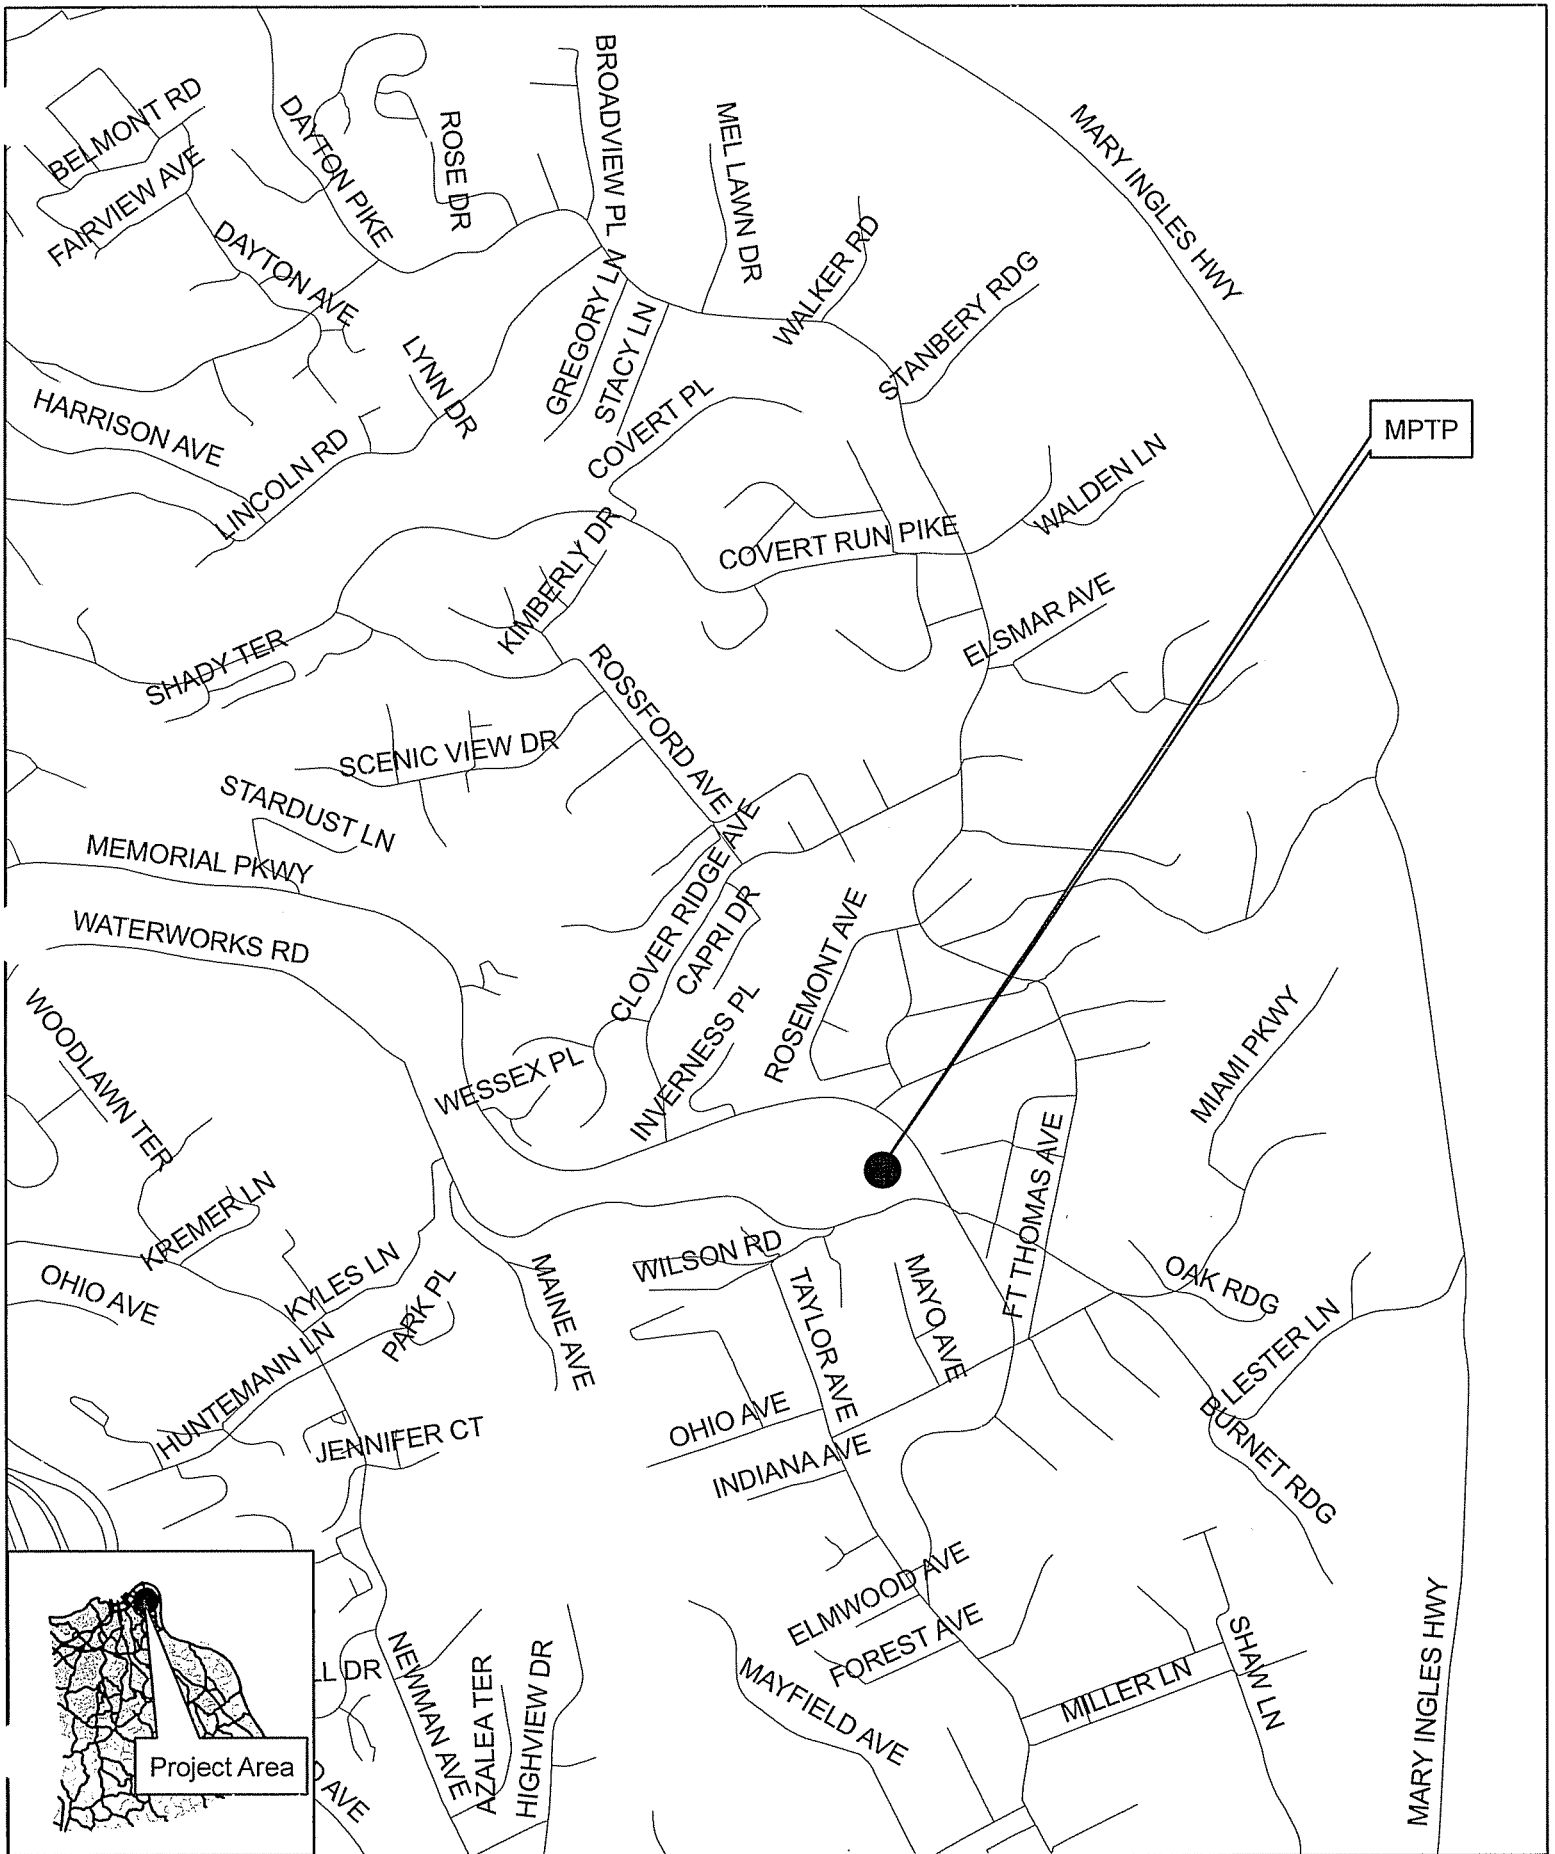 BROADVIEW PL
BELMONT RD
DAYTON PIKE
ROSE DR
MEL LAWN DR
MARY INGLES HWY
FAIRVIEW AVE
DAYTON AVE
WALKER RD
GREGORY LN
STACY LN
STANBERY RDG
LYNN DR
HARRISON AVE
COVERT PL
LINCOLN RD
MPTP
WALDEN LN
COVERT RUN PIKE
KIMBERLY DR
ELSMAR AVE
SHADY TER
ROSSFORD AVE
SCENIC VIEW DR
STARDUST LN
MEMORIAL PKWY
CLOVER RIDGE AVE
CAPRI DR
ROSEMONT AVE
WATERWORKS RD
WOODLAWN TER
INVERNESS PL
MIAMI PKWY
WESSEX PL
FT THOMAS AVE
KREMER LN
WILSON RD
KYLES LN
OHIO AVE
PARK PL
MAINE AVE
TAYLOR AVE
MAYO AVE
OAK RDG
LESTER LN
HUNTEMANN LN
JENNIFER CT
OHIO AVE
INDIANA AVE
BURNET RDG
ELMWOOD AVE
FOREST AVE
NEWMAN AVE
AZALEA TER
HIGHVIEW DR
MAYFIELD AVE
MILLER LN
SHAW LN
MARY INGLES HWY
LL DR
Project Area
AVE